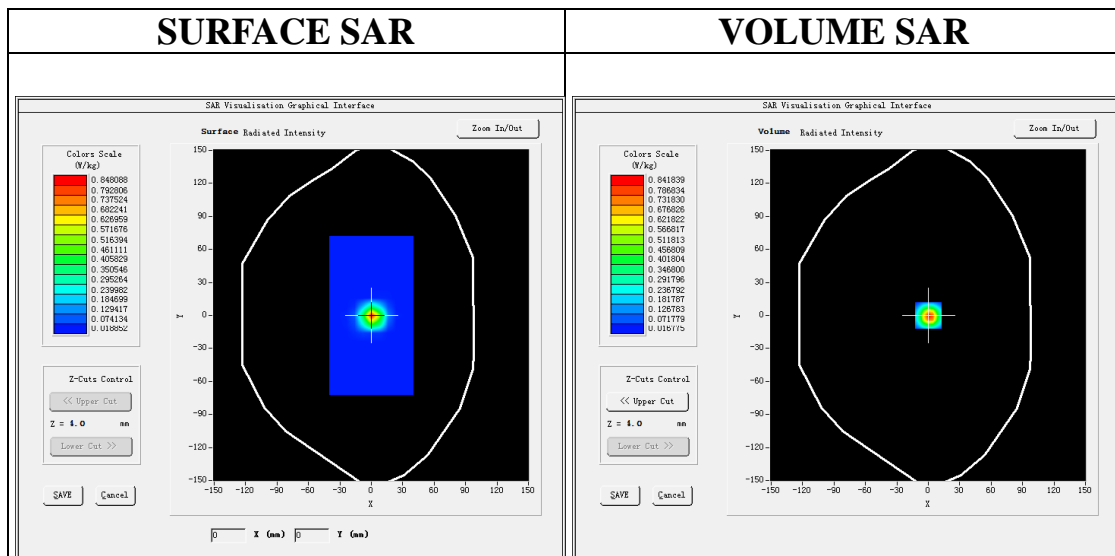 SURFACE SAR
VOLUME SAR
SAR Visualisation Graphical Interface
Surface Radiated Intensity
Zoom In/Out
Colors Scale
(W/kg)
0.848088
0.792806
0.737524
0.682241
0.626959
0.571676
0.516394
0.461111
0.405829
0.350546
0.295264
0.239982
0.184699
0.129417
0.074134
0.018852
150
120
90
60
30
0
-30
-60
-90
-120
-150
Y
-150 -120 -90 -60 -30 0 30 60 90 120 150
X
Z-Cuts Control
<< Upper Cut
Z = 4.0 mm
Lower Cut >>
SAVE Cancel
0 X (mm) 0 Y (mm)
SAR Visualisation Graphical Interface
Volume Radiated Intensity
Zoom In/Out
Colors Scale
(W/kg)
0.841839
0.786834
0.731830
0.676826
0.621822
0.566817
0.511813
0.456809
0.401804
0.346800
0.291796
0.236792
0.181787
0.126783
0.071779
0.016775
150
120
90
60
30
0
-30
-60
-90
-120
-150
Y
-150 -120 -90 -60 -30 0 30 60 90 120 150
X
Z-Cuts Control
<< Upper Cut
Z = 4.0 mm
Lower Cut >>
SAVE Cancel